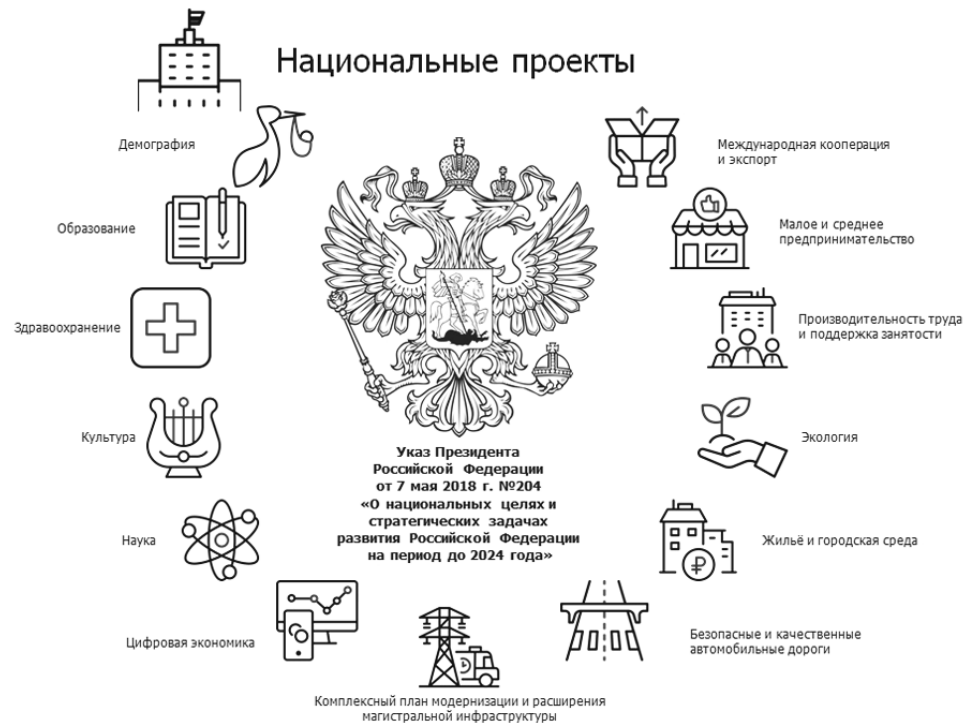 Национальные проекты
Демография
Образование
Здравоохранение
Культура
Наука
Цифровая экономика
Международная кооперация
и экспорт
Малое и среднее
предпринимательство
Производительность труда
и поддержка занятости
Экология
Жильё и городская среда
Безопасные и качественные
автомобильные дороги
Указ Президента
Российской Федерации
от 7 мая 2018 г. №204
«О национальных целях и
стратегических задачах
развития Российской Федерации
на период до 2024 года»
Комплексный план модернизации и расширения
магистральной инфраструктуры